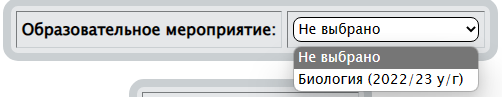 Образовательное мероприятие: Не выбрано
Не выбрано
Биология (2022/23 у/г)